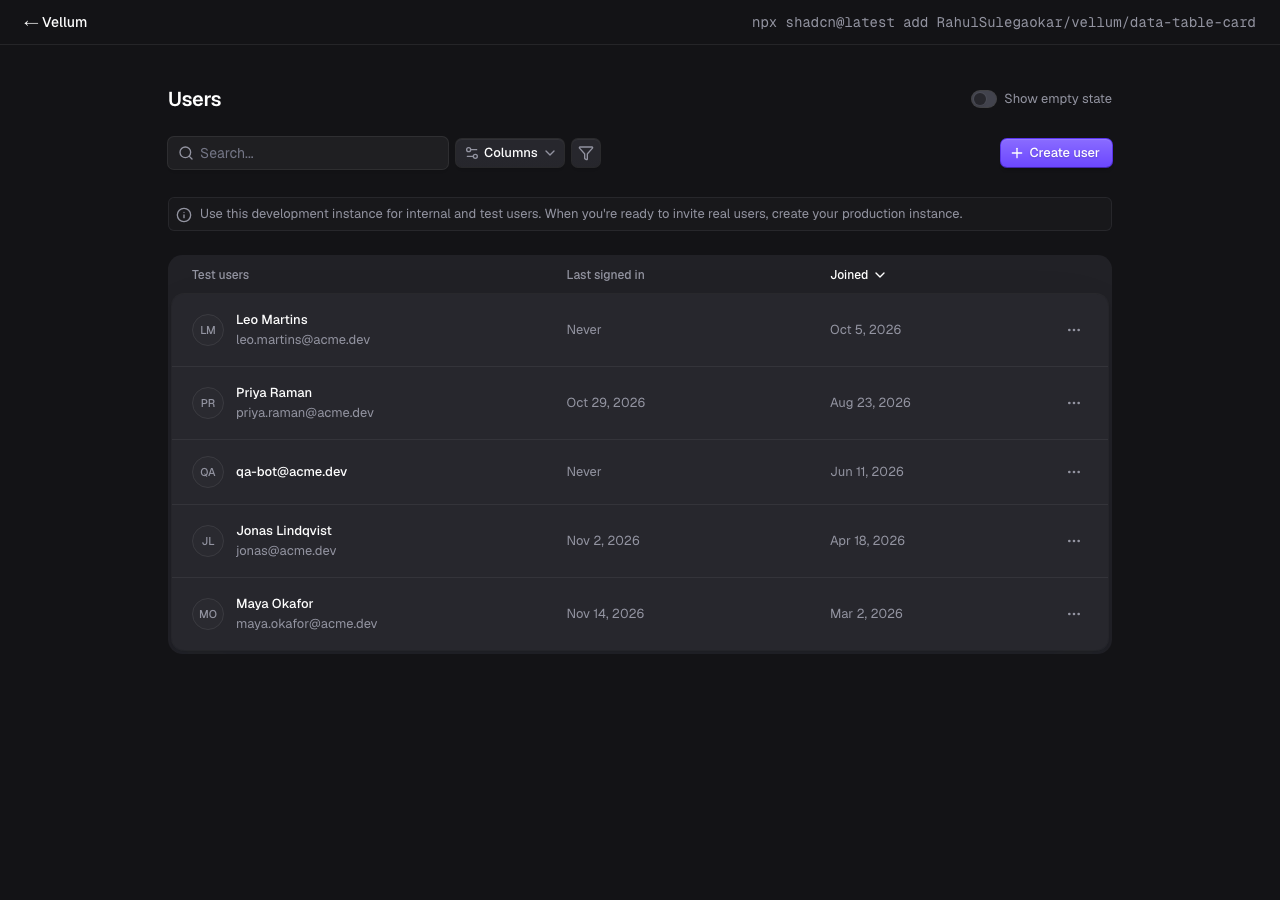 ← Vellum
npx shadcn@latest add RahulSulegaokar/vellum/data-table-card
Users
Show empty state
Search...
Columns
Create user
Use this development instance for internal and test users. When you're ready to invite real users, create your production instance.
Test users Last signed in Joined
LM Leo Martins Never Oct 5, 2026
leo.martins@acme.dev
PR Priya Raman Oct 29, 2026 Aug 23, 2026
priya.raman@acme.dev
QA qa-bot@acme.dev Never Jun 11, 2026
JL Jonas Lindqvist Nov 2, 2026 Apr 18, 2026
jonas@acme.dev
MO Maya Okafor Nov 14, 2026 Mar 2, 2026
maya.okafor@acme.dev